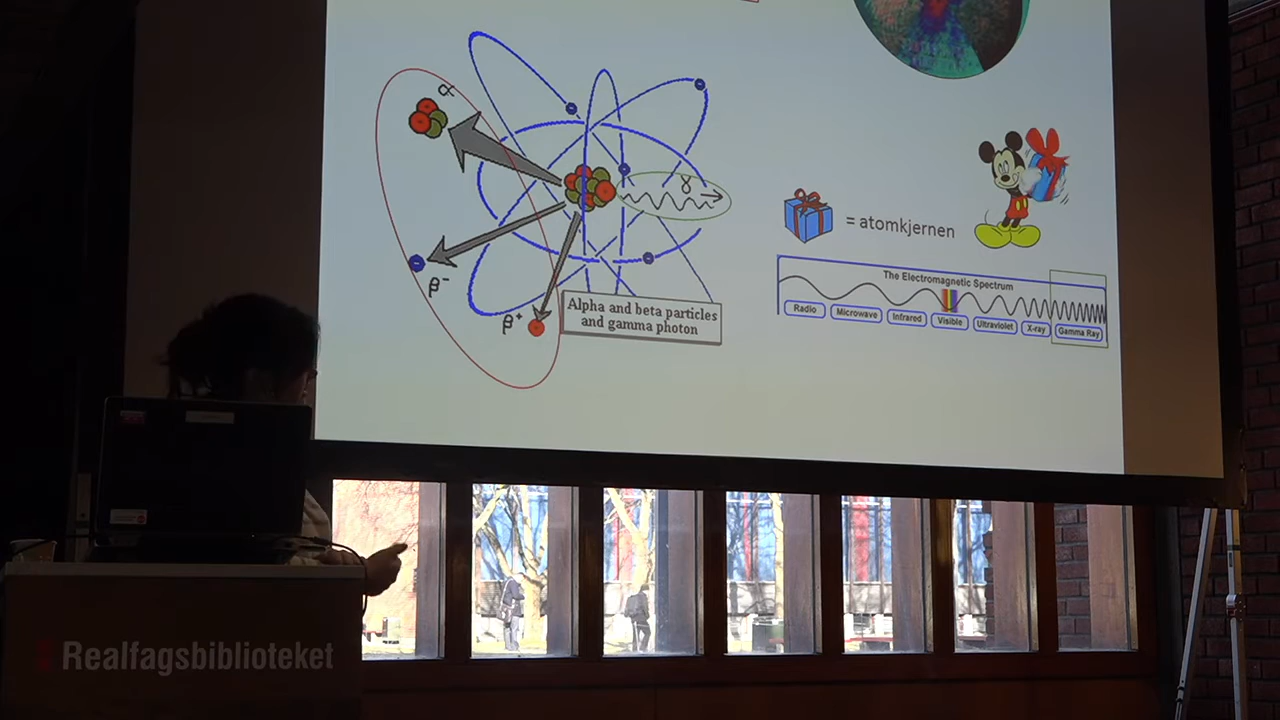 α
γ
β⁻
β⁺
Alpha and beta particles
and gamma photon
= atomkjernen
The Electromagnetic Spectrum
Radio Microwave Infrared Visible Ultraviolet X-ray Gamma Ray
Realfagsbiblioteket